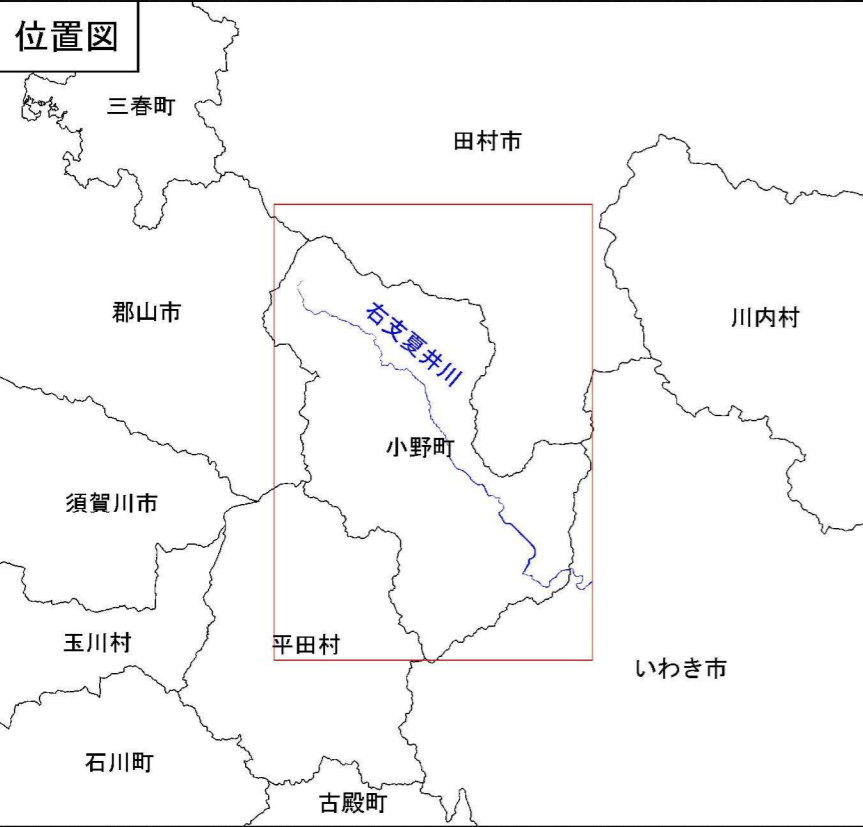 位置図
三春町
田村市
郡山市
右支夏井川
川内村
小野町
須賀川市
玉川村
平田村
いわき市
石川町
古殿町